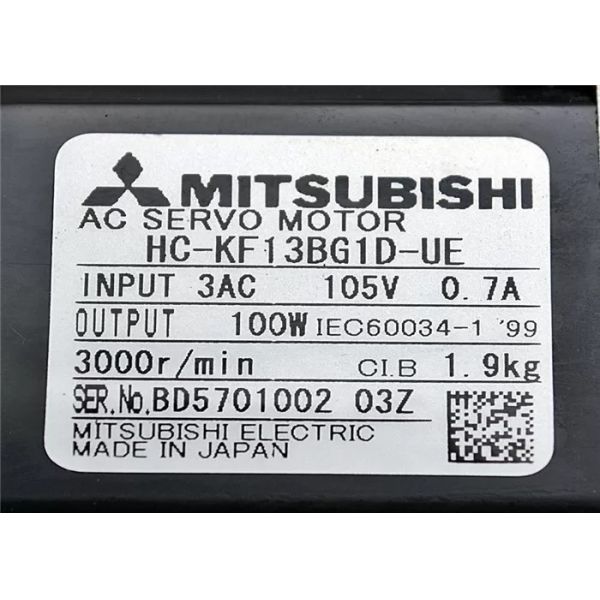 MITSUBISHI
AC SERVO MOTOR
HC-KF13BG1D-UE
INPUT 3AC 105V 0.7A
OUTPUT 100W IEC60034-1 '99
3000r/min CI.B 1.9kg
SER.No.BD5701002 03Z
MITSUBISHI ELECTRIC
MADE IN JAPAN